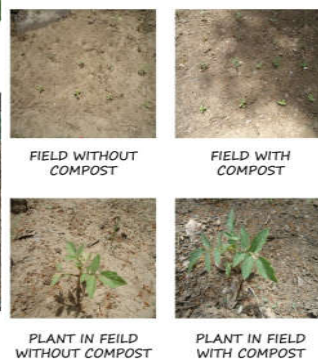 FIELD WITHOUT
COMPOST
FIELD WITH
COMPOST
PLANT IN FEILD
WITHOUT COMPOST
PLANT IN FIELD
WITH COMPOST